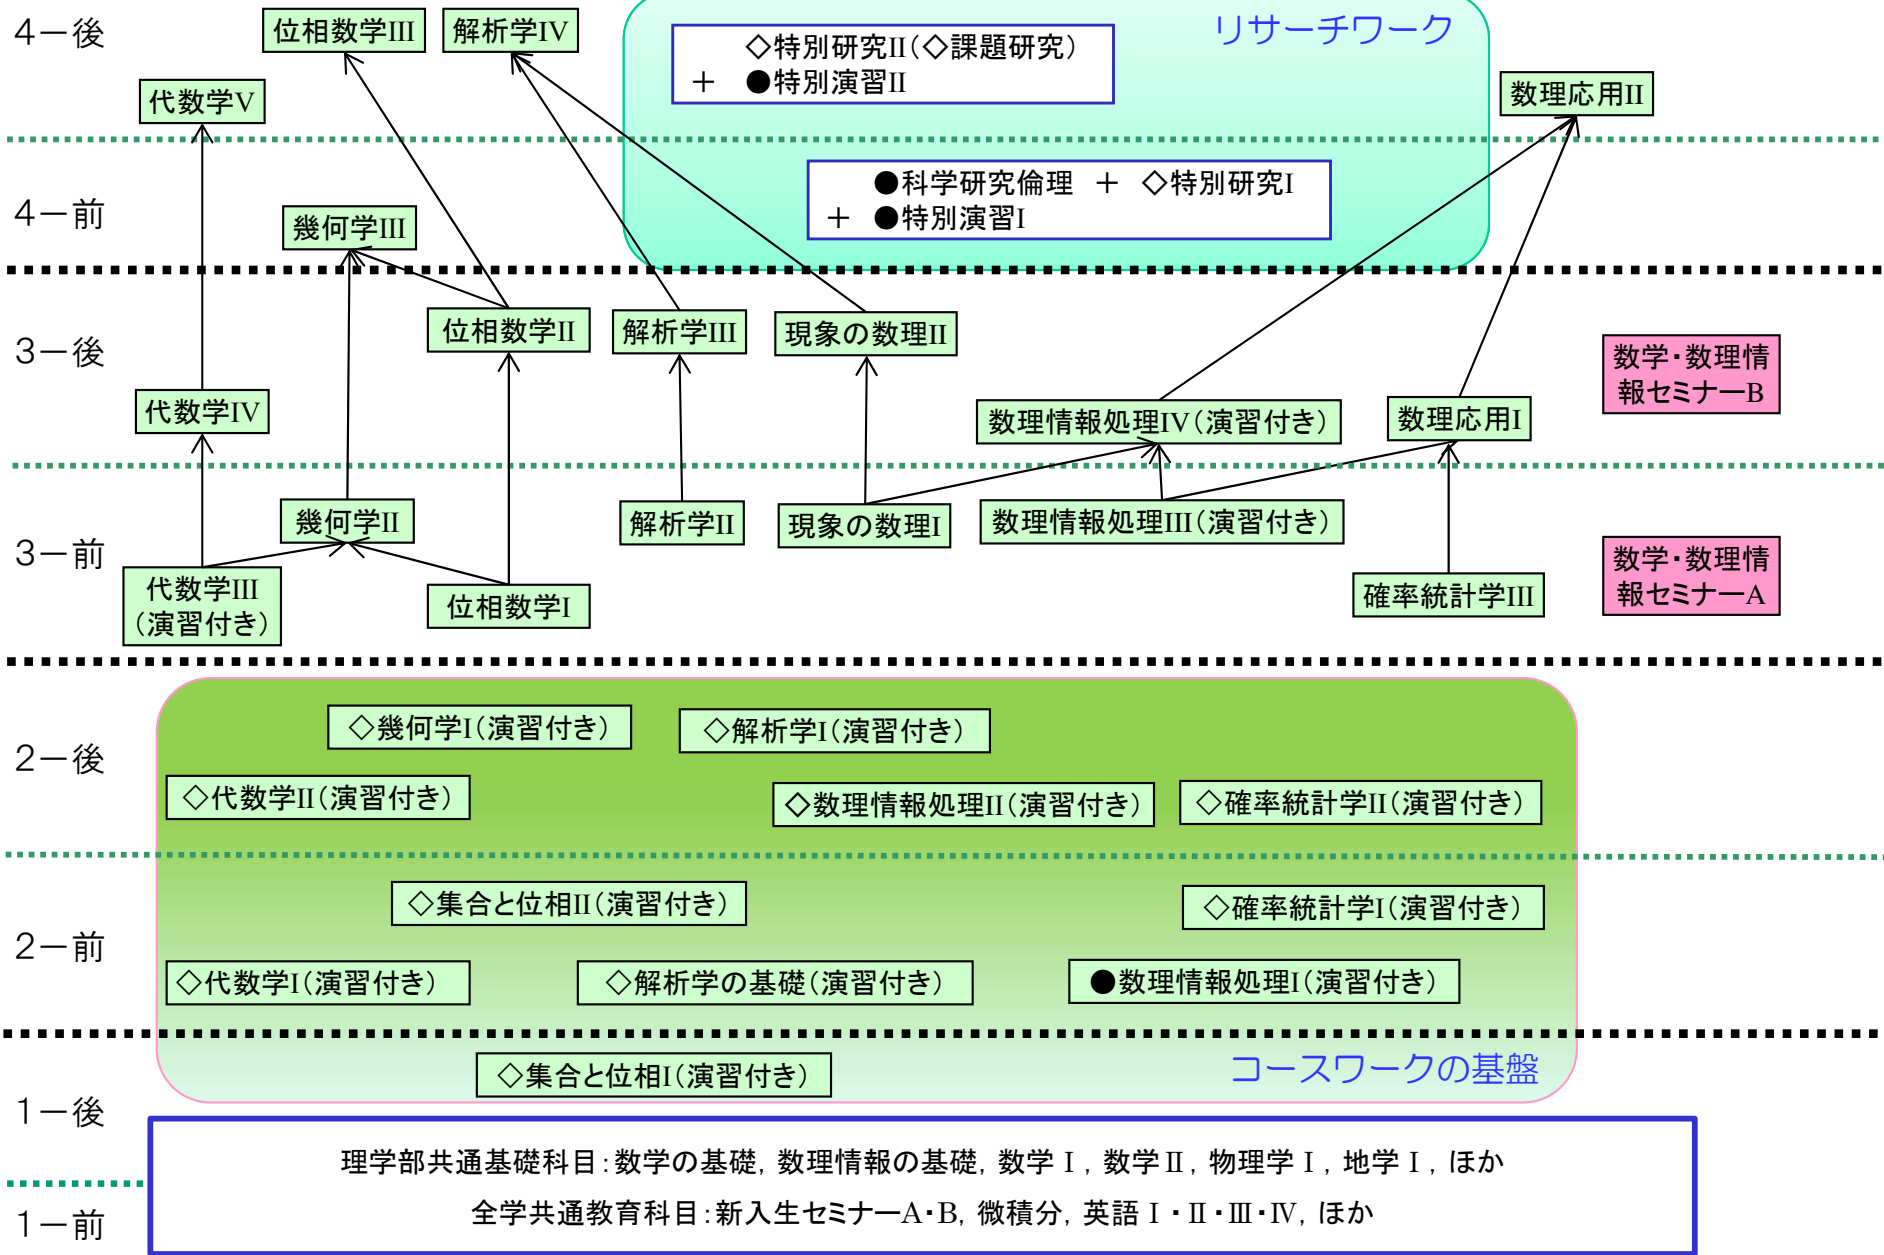 4－後
位相数学III
解析学IV
リサーチワーク
◇特別研究II（◇課題研究）
＋ ●特別演習II
代数学V
数理応用II
4－前
●科学研究倫理 ＋ ◇特別研究I
＋ ●特別演習I
幾何学III
3－後
位相数学II
解析学III
現象の数理II
数学・数理情
報セミナーB
代数学IV
数理情報処理IV（演習付き）
数理応用I
3－前
幾何学II
解析学II
現象の数理I
数理情報処理III（演習付き）
数学・数理情
報セミナーA
代数学III
（演習付き）
位相数学I
確率統計学III
2－後
◇幾何学I（演習付き）
◇解析学I（演習付き）
◇代数学II（演習付き）
◇数理情報処理II（演習付き）
◇確率統計学II（演習付き）
2－前
◇集合と位相II（演習付き）
◇確率統計学I（演習付き）
◇代数学I（演習付き）
◇解析学の基礎（演習付き）
●数理情報処理I（演習付き）
1－後
◇集合と位相I（演習付き）
コースワークの基盤
理学部共通基礎科目：数学の基礎, 数理情報の基礎, 数学Ⅰ, 数学Ⅱ, 物理学Ⅰ, 地学Ⅰ, ほか
1－前
全学共通教育科目：新入生セミナーA・B, 微積分, 英語Ⅰ・Ⅱ・Ⅲ・Ⅳ, ほか